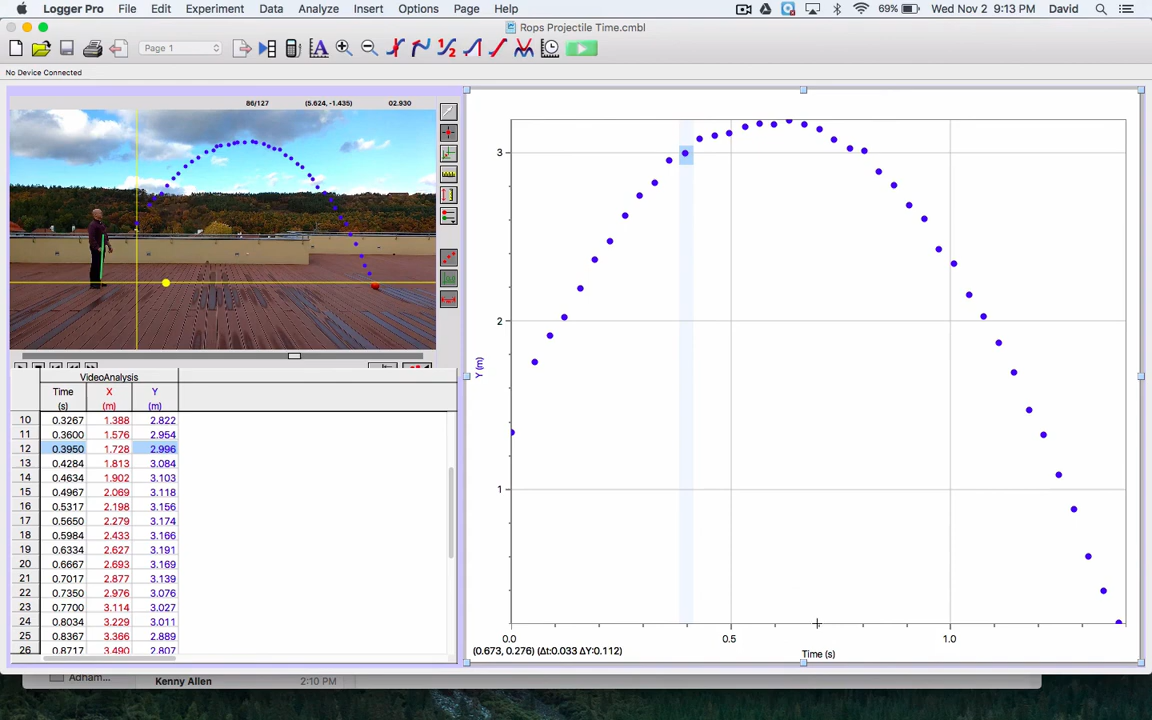 Logger Pro File Edit Experiment Data Analyze Insert Options Page Help 69% Wed Nov 2 9:13 PM David
Rops Projectile Time.cmbl
Page 1
No Device Connected
86/127 (5.624, -1.435) 02.930
VideoAnalysis
Time X Y
(s) (m) (m)
10 0.3267 1.388 2.822
11 0.3600 1.576 2.954
12 0.3950 1.728 2.996
13 0.4284 1.813 3.084
14 0.4634 1.902 3.103
15 0.4967 2.069 3.118
16 0.5317 2.198 3.156
17 0.5650 2.279 3.174
18 0.5984 2.433 3.166
19 0.6334 2.627 3.191
20 0.6667 2.693 3.169
21 0.7017 2.877 3.139
22 0.7350 2.976 3.076
23 0.7700 3.114 3.027
24 0.8034 3.229 3.011
25 0.8367 3.366 2.889
26 0.8717 3.490 2.807
3
2
Y (m)
1
0.0 0.5 1.0
(0.673, 0.276) (Δt:0.033 ΔY:0.112) Time (s)
Adham...
Kenny Allen 2:10 PM